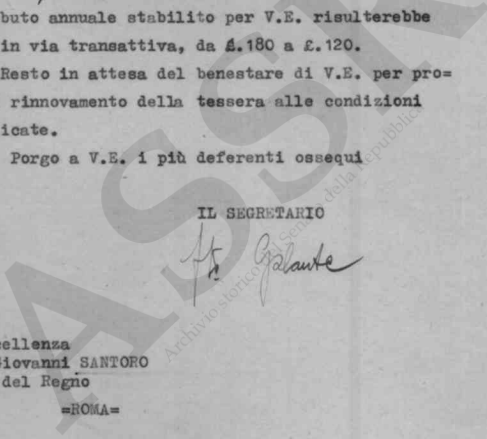 buto annuale stabilito per V.E. risulterebbe
in via transattiva, da £.180 a £.120.
Resto in attesa del benestare di V.E. per pro=
rinnovamento della tessera alle condizioni
icate.
Porgo a V.E. i più deferenti ossequi
IL SEGRETARIO
Galante
cellenza
Giovanni SANTORO
del Regno
=ROMA=
ASSR
Archivio storico del Senato della Repubblica